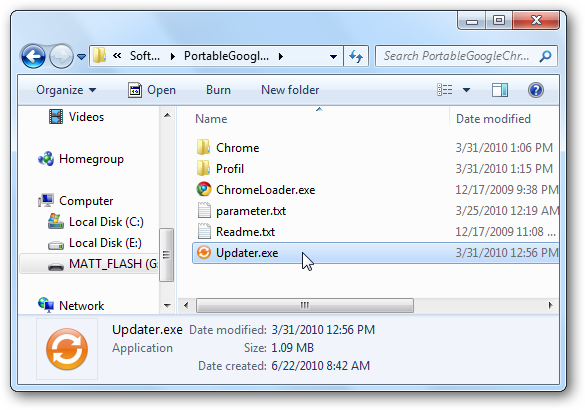 « Soft... ▸ PortableGoogl... ▸ Search PortableGoogleChr...
Organize Open Burn New folder
Videos
Homegroup
Computer
Local Disk (C:)
Local Disk (E:)
MATT_FLASH (G
Network
Name Date modified
Chrome 3/31/2010 1:06 PM
Profil 3/31/2010 1:15 PM
ChromeLoader.exe 12/17/2009 9:38 PM
parameter.txt 3/25/2010 12:19 AM
Readme.txt 12/17/2009 11:08 ...
Updater.exe 3/31/2010 12:56 PM
Updater.exe Date modified: 3/31/2010 12:56 PM
Application Size: 1.09 MB
Date created: 6/22/2010 8:42 AM